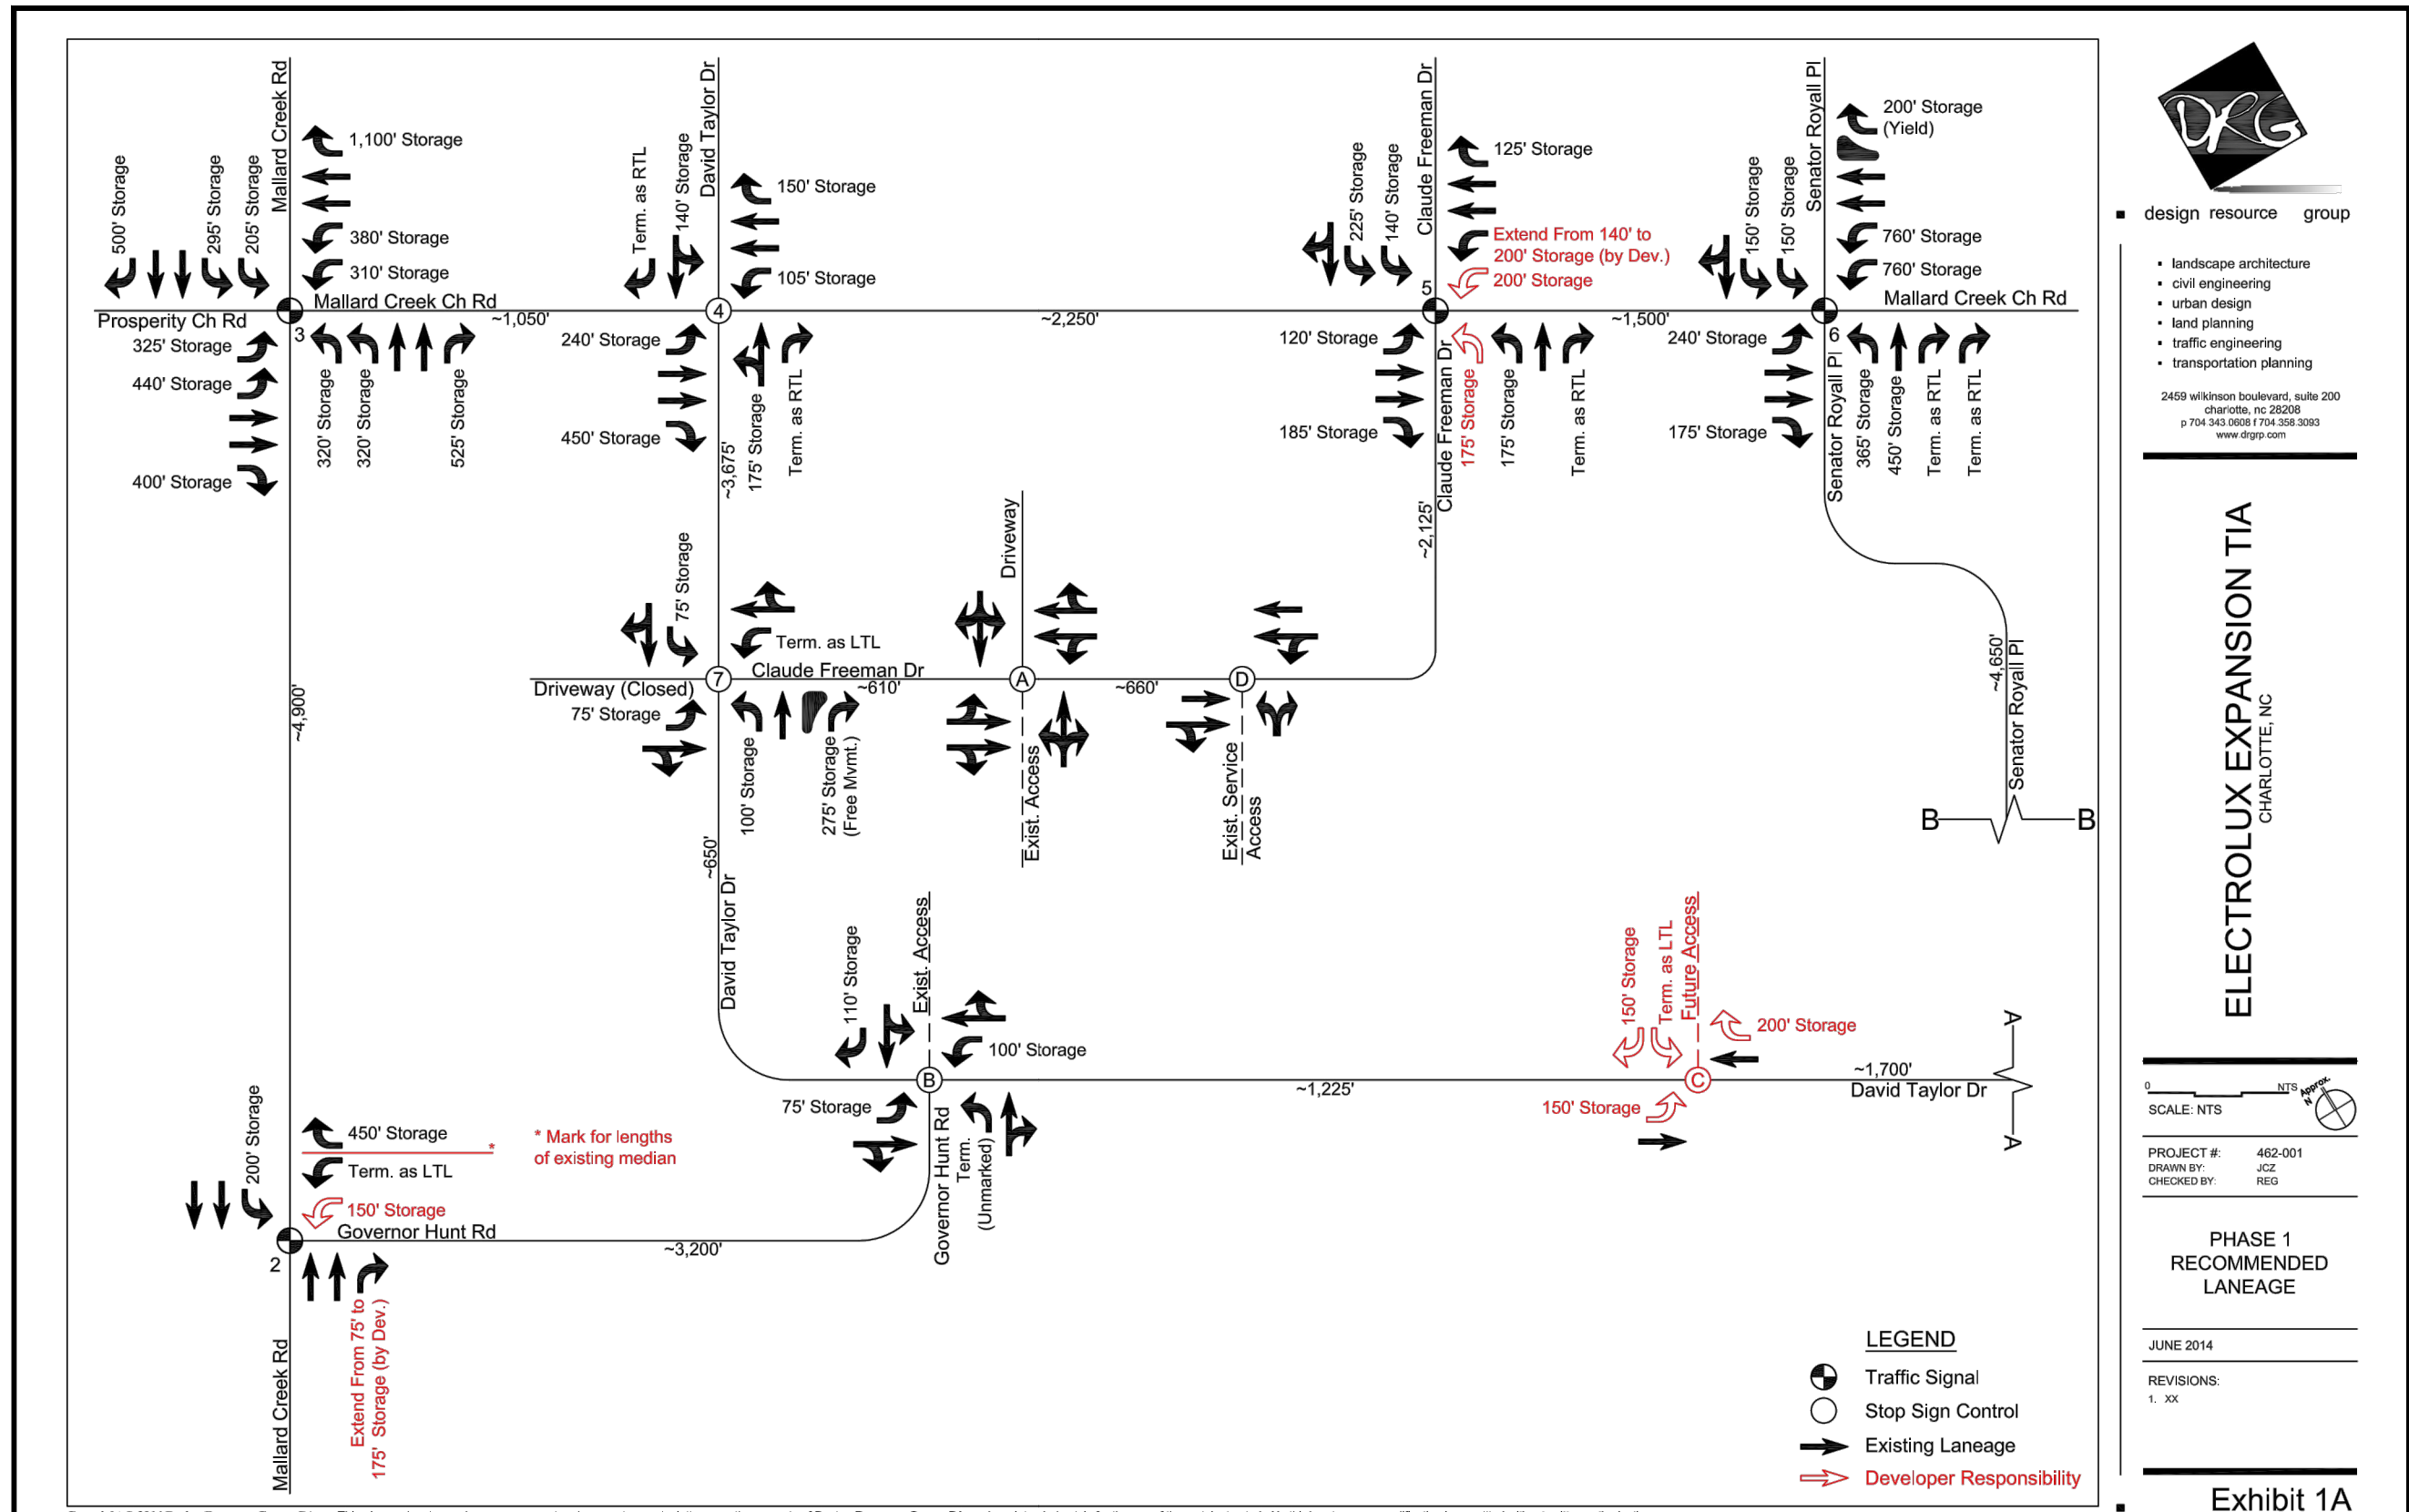 Mallard Creek Rd
500' Storage
295' Storage
205' Storage
1,100' Storage
380' Storage
310' Storage
Mallard Creek Ch Rd
Prosperity Ch Rd
3
325' Storage
440' Storage
400' Storage
320' Storage
320' Storage
525' Storage
~1,050'
Term. as RTL
140' Storage
David Taylor Dr
150' Storage
105' Storage
4
240' Storage
450' Storage
~3,675'
175' Storage
Term. as RTL
~2,250'
225' Storage
140' Storage
Claude Freeman Dr
125' Storage
Extend From 140' to
200' Storage (by Dev.)
200' Storage
5
120' Storage
185' Storage
Claude Freeman Dr
175' Storage
175' Storage
Term. as RTL
~1,500'
150' Storage
150' Storage
Senator Royall Pl
200' Storage
(Yield)
760' Storage
760' Storage
Mallard Creek Ch Rd
6
240' Storage
175' Storage
Senator Royall Pl
365' Storage
450' Storage
Term. as RTL
Term. as RTL
~2,125'
~4,900'
75' Storage
Term. as LTL
Claude Freeman Dr
Driveway (Closed)
7
~610'
75' Storage
100' Storage
275' Storage
(Free Mvmt.)
Driveway
A
Exist. Access
~660'
D
Exist. Service
Access
~4,650'
Senator Royall Pl
B
B
~650'
David Taylor Dr
110' Storage
Exist. Access
100' Storage
B
75' Storage
Governor Hunt Rd
Term.
(Unmarked)
~1,225'
150' Storage
Term. as LTL
Future Access
200' Storage
C
150' Storage
~1,700'
David Taylor Dr
A
A
200' Storage
450' Storage
*
Term. as LTL
150' Storage
* Mark for lengths
of existing median
Governor Hunt Rd
~3,200'
2
Extend From 75' to
175' Storage (by Dev.)
Mallard Creek Rd
LEGEND
Traffic Signal
Stop Sign Control
Existing Laneage
Developer Responsibility
DRG
design resource group
landscape architecture
civil engineering
urban design
land planning
traffic engineering
transportation planning
2459 wilkinson boulevard, suite 200
charlotte, nc 28208
p 704.343.0608 f 704.358.3093
www.drgrp.com
ELECTROLUX EXPANSION TIA
CHARLOTTE, NC
0 NTS
SCALE: NTS
Approx.
N
PROJECT #: 462-001
DRAWN BY: JCZ
CHECKED BY: REG
PHASE 1
RECOMMENDED
LANEAGE
JUNE 2014
REVISIONS:
1. XX
Exhibit 1A